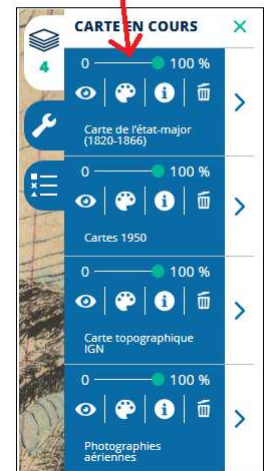 CARTE EN COURS
4
0 100 %
Carte de l'état-major
(1820-1866)
0 100 %
Cartes 1950
0 100 %
Carte topographique
IGN
0 100 %
Photographies
aériennes